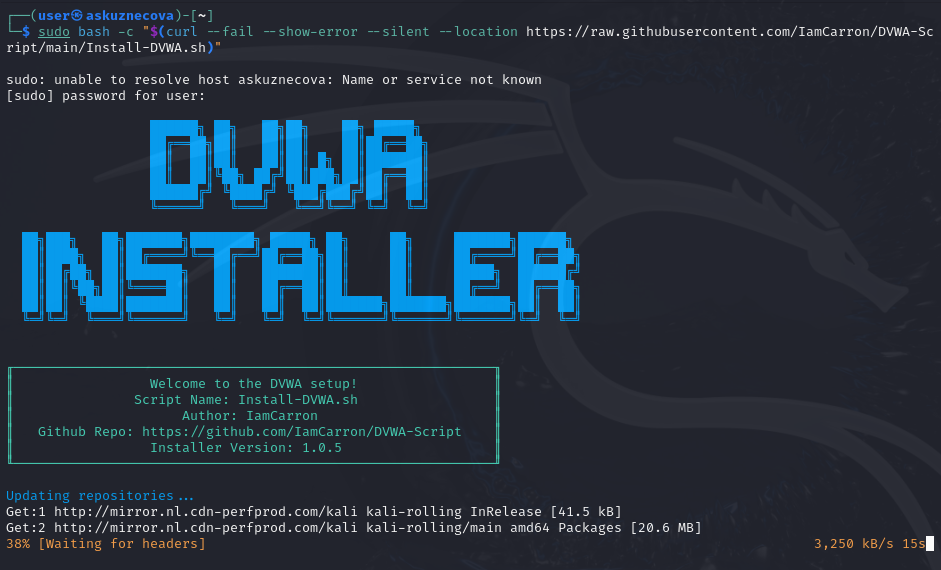 ┌──(user㉿askuznecova)-[~]
└─$ sudo bash -c "$(curl --fail --show-error --silent --location https://raw.githubusercontent.com/IamCarron/DVWA-Sc
ript/main/Install-DVWA.sh)"
sudo: unable to resolve host askuznecova: Name or service not known
[sudo] password for user:
DVWA
INSTALLER
Welcome to the DVWA setup!
Script Name: Install-DVWA.sh
Author: IamCarron
Github Repo: https://github.com/IamCarron/DVWA-Script
Installer Version: 1.0.5
Updating repositories...
Get:1 http://mirror.nl.cdn-perfprod.com/kali kali-rolling InRelease [41.5 kB]
Get:2 http://mirror.nl.cdn-perfprod.com/kali kali-rolling/main amd64 Packages [20.6 MB]
38% [Waiting for headers] 3,250 kB/s 15s